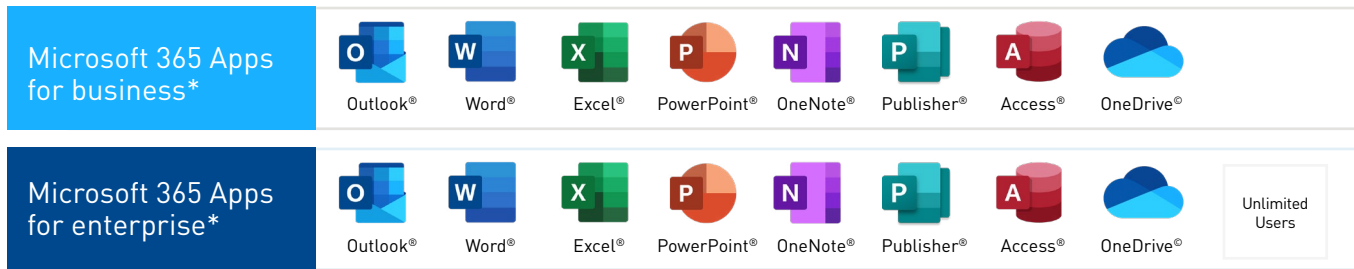 Microsoft 365 Apps
for business*
O W X P N P A
Outlook® Word® Excel® PowerPoint® OneNote® Publisher® Access® OneDrive©
Microsoft 365 Apps
for enterprise*
O W X P N P A
Outlook® Word® Excel® PowerPoint® OneNote® Publisher® Access® OneDrive©
Unlimited
Users